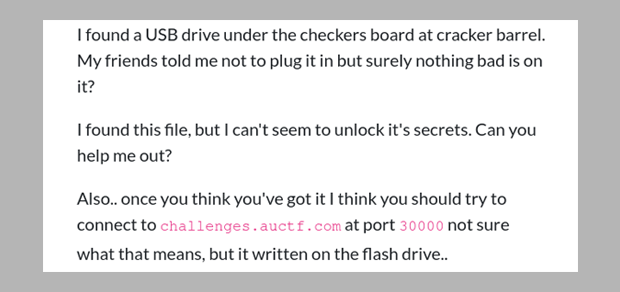 I found a USB drive under the checkers board at cracker barrel.
My friends told me not to plug it in but surely nothing bad is on
it?
I found this file, but I can't seem to unlock it's secrets. Can you
help me out?
Also.. once you think you've got it I think you should try to
connect to challenges.auctf.com at port 30000 not sure
what that means, but it written on the flash drive..